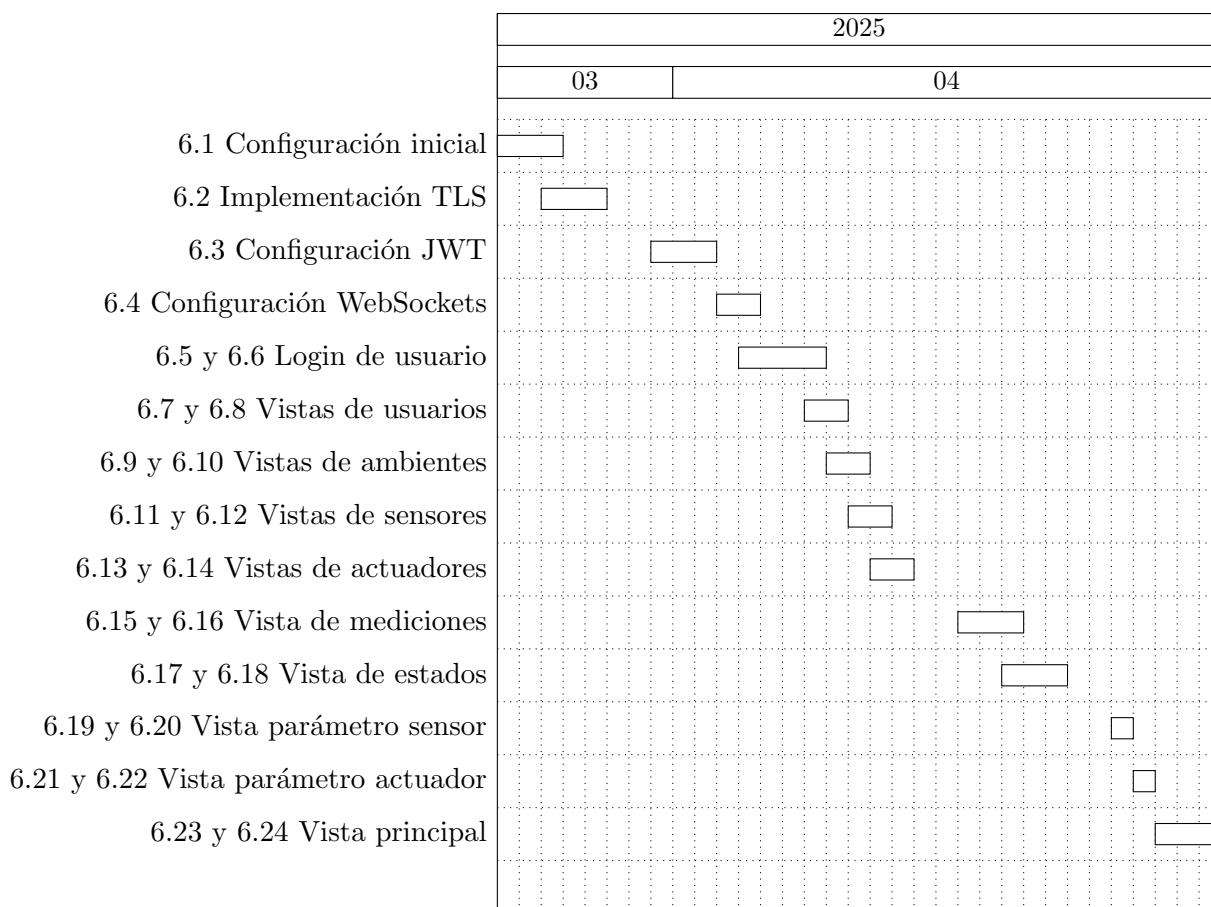 2025
03 04
6.1 Configuración inicial
6.2 Implementación TLS
6.3 Configuración JWT
6.4 Configuración WebSockets
6.5 y 6.6 Login de usuario
6.7 y 6.8 Vistas de usuarios
6.9 y 6.10 Vistas de ambientes
6.11 y 6.12 Vistas de sensores
6.13 y 6.14 Vistas de actuadores
6.15 y 6.16 Vista de mediciones
6.17 y 6.18 Vista de estados
6.19 y 6.20 Vista parámetro sensor
6.21 y 6.22 Vista parámetro actuador
6.23 y 6.24 Vista principal